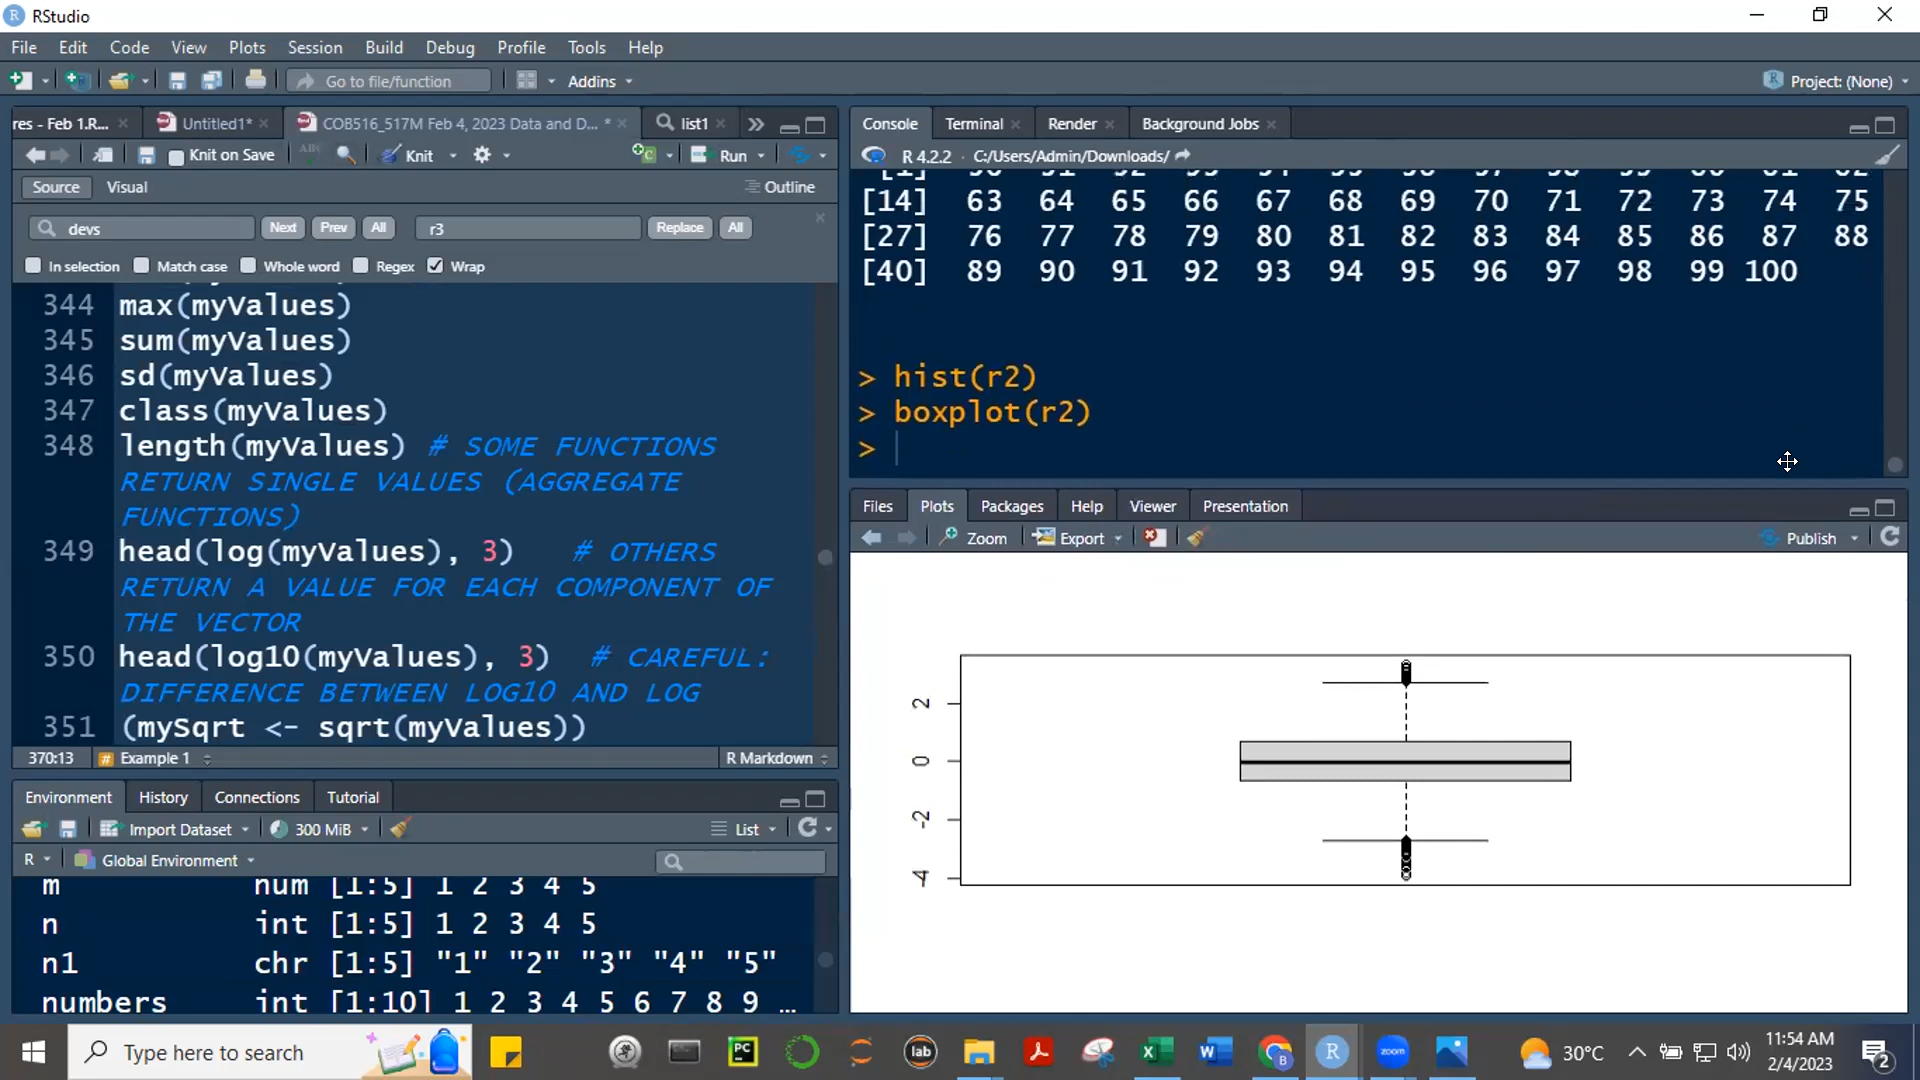 RStudio
File Edit Code View Plots Session Build Debug Profile Tools Help
Go to file/function Addins Project: (None)
res - Feb 1.R... Untitled1* COB516_517M Feb 4, 2023 Data and D... * list1
Knit on Save ABC Knit Run
Source Visual Outline
devs Next Prev All r3 Replace All
In selection Match case Whole word Regex Wrap
344 max(myValues)
345 sum(myValues)
346 sd(myValues)
347 class(myValues)
348 length(myValues) # SOME FUNCTIONS
RETURN SINGLE VALUES (AGGREGATE
FUNCTIONS)
349 head(log(myValues), 3) # OTHERS
RETURN A VALUE FOR EACH COMPONENT OF
THE VECTOR
350 head(log10(myValues), 3) # CAREFUL:
DIFFERENCE BETWEEN LOG10 AND LOG
351 (mySqrt <- sqrt(myValues))
370:13 # Example 1 R Markdown
Environment History Connections Tutorial
Import Dataset 300 MiB List
R Global Environment
m num [1:5] 1 2 3 4 5
n int [1:5] 1 2 3 4 5
n1 chr [1:5] "1" "2" "3" "4" "5"
numbers int [1:10] 1 2 3 4 5 6 7 8 9 ...
Console Terminal Render Background Jobs
R 4.2.2 · C:/Users/Admin/Downloads/
[14] 63 64 65 66 67 68 69 70 71 72 73 74 75
[27] 76 77 78 79 80 81 82 83 84 85 86 87 88
[40] 89 90 91 92 93 94 95 96 97 98 99 100
> hist(r2)
> boxplot(r2)
>
Files Plots Packages Help Viewer Presentation
Zoom Export Publish
2
0
-2
-4
Type here to search
PC
lab
W
R
zoom
30°C
11:54 AM
2/4/2023
2